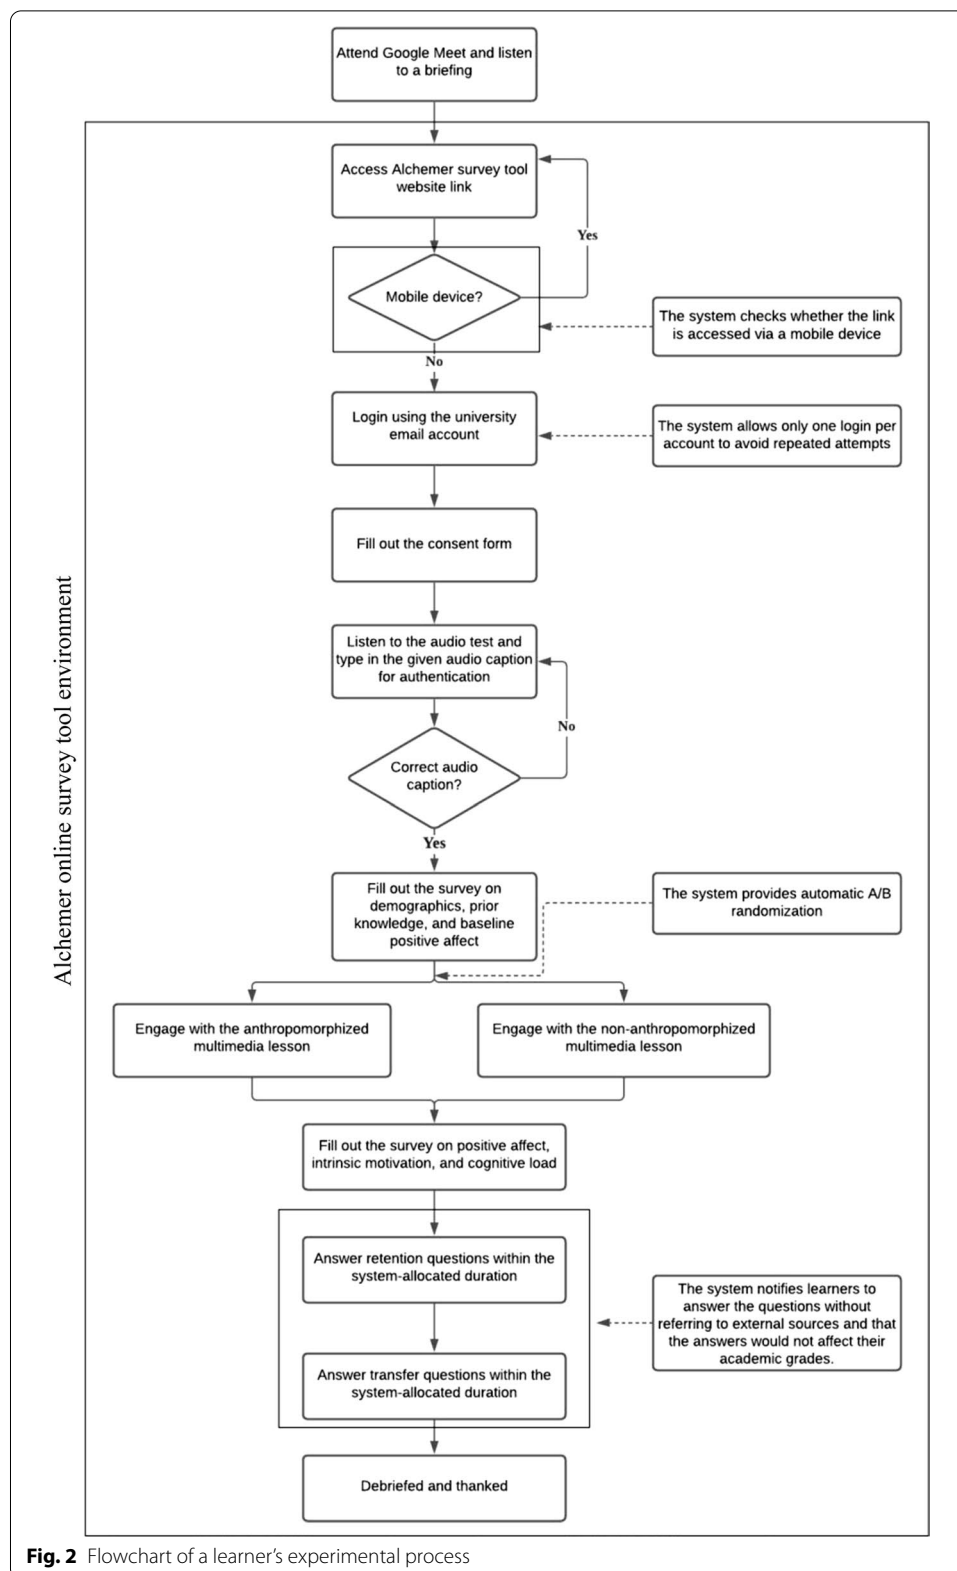 Attend Google Meet and listen
to a briefing
Access Alchemer survey tool
website link
Yes
Mobile device?
The system checks whether the link
is accessed via a mobile device
No
Login using the university
email account
The system allows only one login per
account to avoid repeated attempts
Fill out the consent form
Listen to the audio test and
type in the given audio caption
for authentication
No
Correct audio
caption?
Yes
Fill out the survey on
demographics, prior
knowledge, and baseline
positive affect
The system provides automatic A/B
randomization
Engage with the anthropomorphized
multimedia lesson
Engage with the non-anthropomorphized
multimedia lesson
Fill out the survey on positive affect,
intrinsic motivation, and cognitive load
Answer retention questions within the
system-allocated duration
The system notifies learners to
answer the questions without
referring to external sources and that
the answers would not affect their
academic grades.
Answer transfer questions within the
system-allocated duration
Debriefed and thanked
Alchemer online survey tool environment
Fig. 2 Flowchart of a learner's experimental process